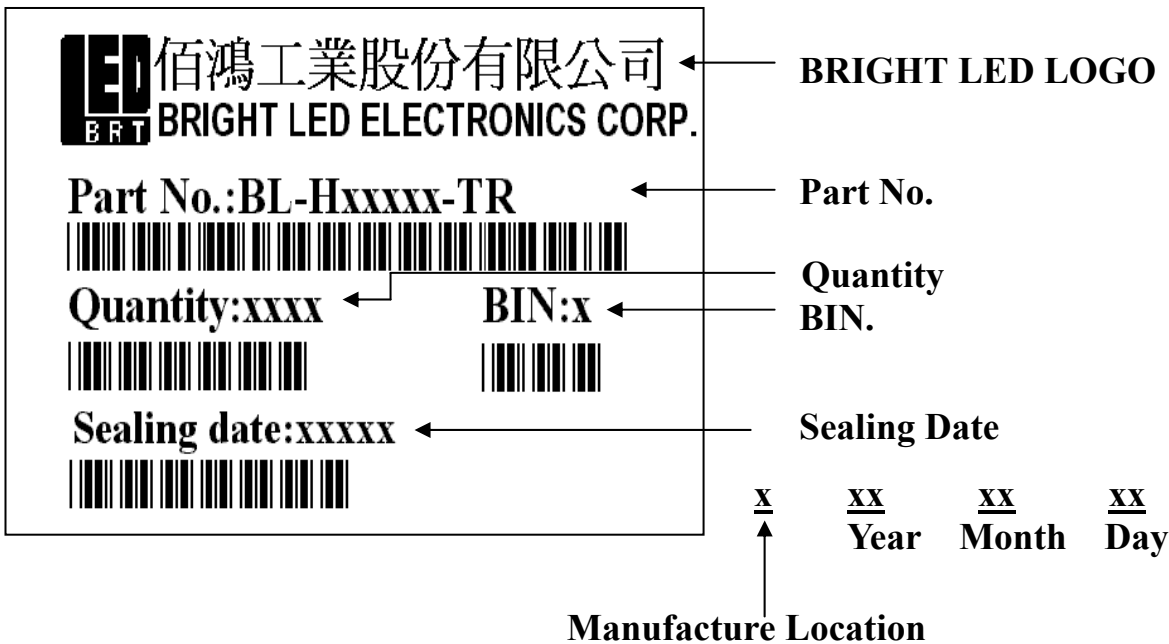 LED 佰鴻工業股份有限公司
BRT BRIGHT LED ELECTRONICS CORP.
BRIGHT LED LOGO
Part No.:BL-Hxxxxx-TR
Part No.
Quantity:xxxx
BIN:x
Quantity
BIN.
Sealing date:xxxxx
Sealing Date
x xx xx xx
Year Month Day
Manufacture Location